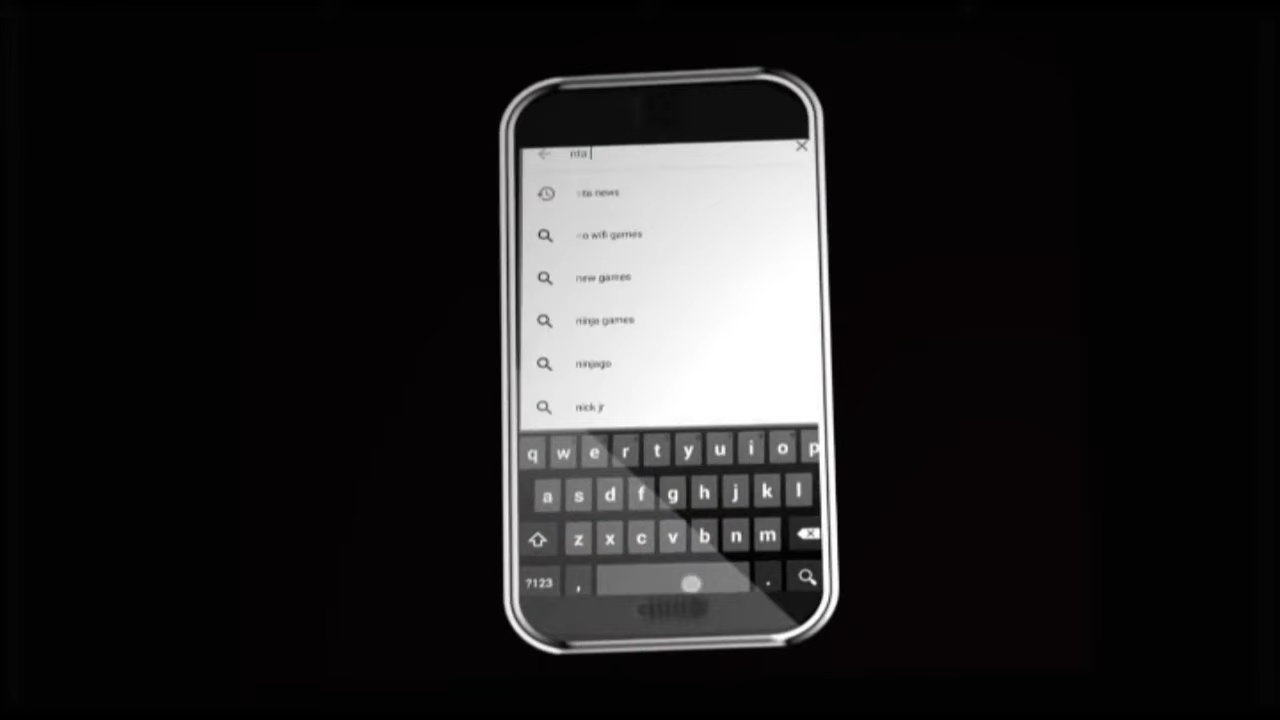 nta
nta news
no wifi games
new games
ninja games
ninjago
nick jr
q w e r t y u i o p
a s d f g h j k l
z x c v b n m
?123 , .